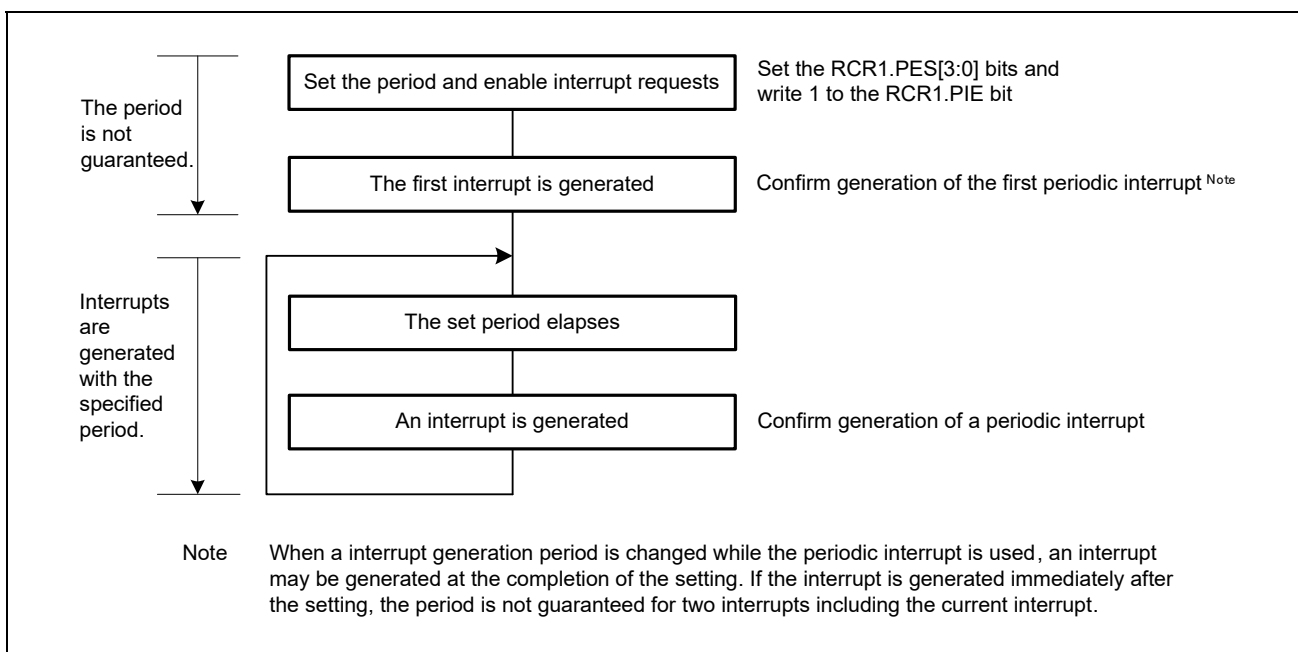 Set the period and enable interrupt requests
Set the RCR1.PES[3:0] bits and
write 1 to the RCR1.PIE bit
The period
is not
guaranteed.
The first interrupt is generated
Confirm generation of the first periodic interrupt Note
Interrupts
are
generated
with the
specified
period.
The set period elapses
An interrupt is generated
Confirm generation of a periodic interrupt
Note When a interrupt generation period is changed while the periodic interrupt is used, an interrupt
may be generated at the completion of the setting. If the interrupt is generated immediately after
the setting, the period is not guaranteed for two interrupts including the current interrupt.